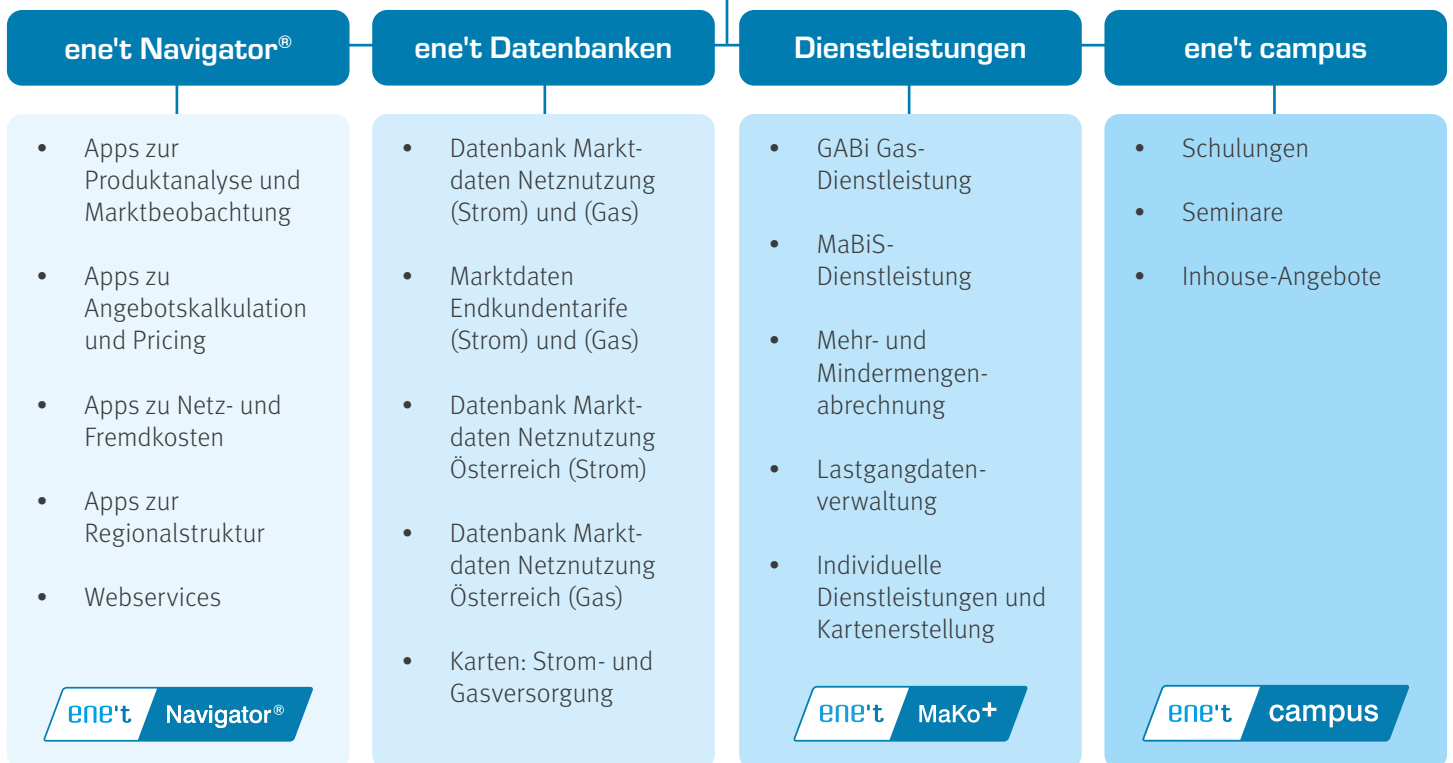 ene't Navigator®
Apps zur
Produktanalyse und
Marktbeobachtung
Apps zu
Angebotskalkulation
und Pricing
Apps zu Netz- und
Fremdkosten
Apps zur
Regionalstruktur
Webservices
ene't Navigator®
ene't Datenbanken
Datenbank Markt-
daten Netznutzung
(Strom) und (Gas)
Marktdaten
Endkundentarife
(Strom) und (Gas)
Datenbank Markt-
daten Netznutzung
Österreich (Strom)
Datenbank Markt-
daten Netznutzung
Österreich (Gas)
Karten: Strom- und
Gasversorgung
Dienstleistungen
GABi Gas-
Dienstleistung
MaBiS-
Dienstleistung
Mehr- und
Mindermengen-
abrechnung
Lastgangdaten-
verwaltung
Individuelle
Dienstleistungen und
Kartenerstellung
ene't MaKo+
ene't campus
Schulungen
Seminare
Inhouse-Angebote
ene't campus